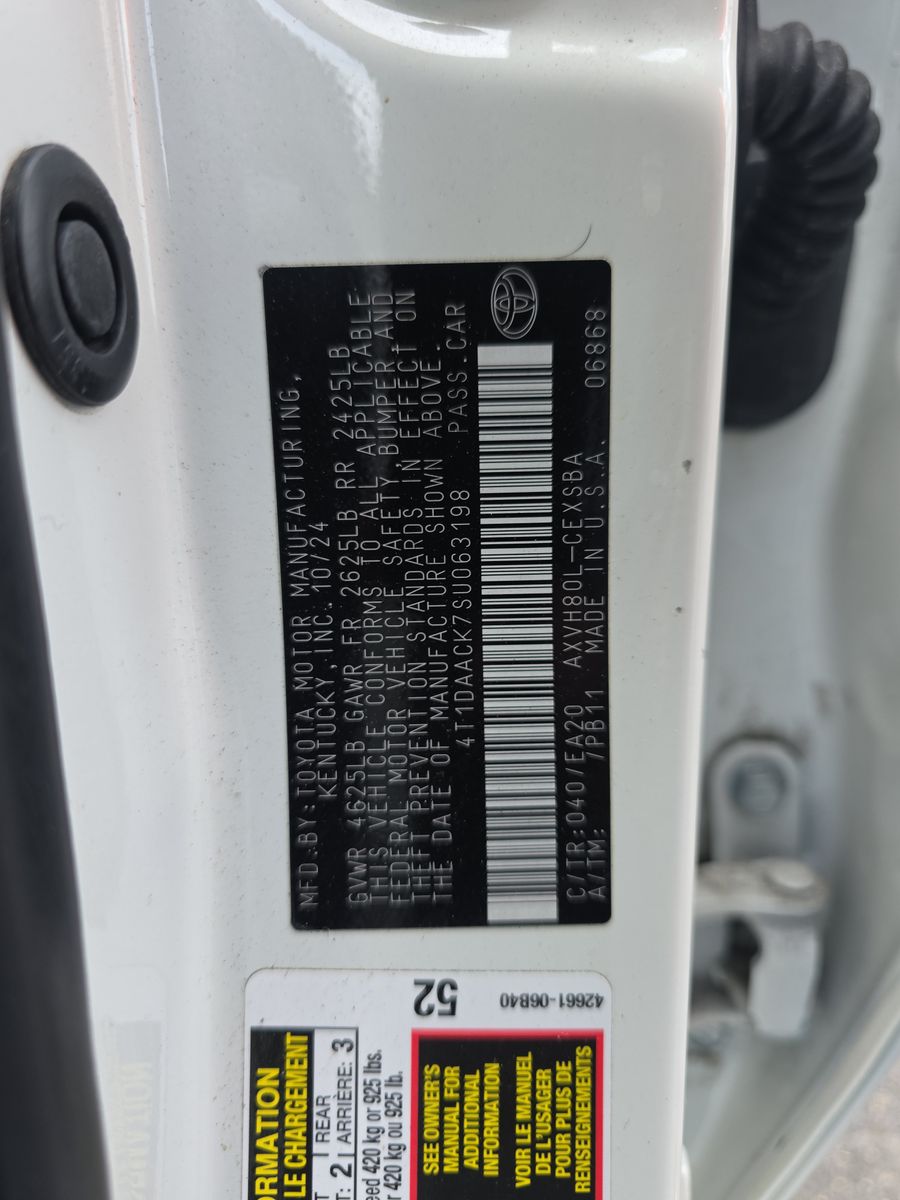 MFD.BY:TOYOTA MOTOR MANUFACTURING,
KENTUCKY, INC. 10/24
GVWR 4625LB GAWR FR 2625LB RR 2425LB
THIS VEHICLE CONFORMS TO ALL APPLICABLE
FEDERAL MOTOR VEHICLE SAFETY,BUMPER AND
THEFT PREVENTION STANDARDS IN EFFECT ON
THE DATE OF MANUFACTURE SHOWN ABOVE.
4T1DAACK7SU063198 PASS.CAR
C/TR:040/EA20 AXVH80L-CEXSBA
A/TM: /PB11 MADE IN U.S.A. 06868
52
42661-06B40
LE CHARGEMENT
REAR
2 ARRIÈRE: 3
420 kg or 925 lbs.
420 kg ou 925 lb.
SEE OWNER'S
MANUAL FOR
ADDITIONAL
INFORMATION
VOIR LE MANUEL
DE L'USAGER
POUR PLUS DE
RENSEIGNEMENTS